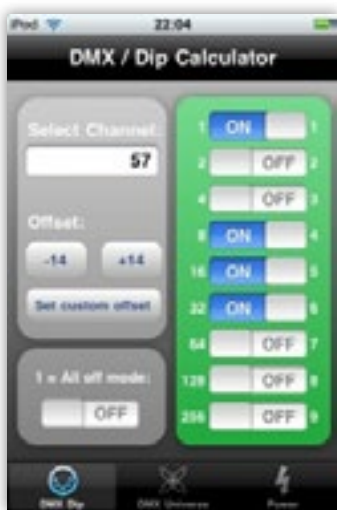 iPod 22:04
DMX / Dip Calculator
Select Channel:
57
Offset:
-14 +14
Set custom offset
1 = All off mode:
OFF
1 ON 1
2 OFF 2
4 OFF 3
8 ON 4
16 ON 5
32 ON 6
64 OFF 7
128 OFF 8
256 OFF 9
DMX Dip DMX Universe Power